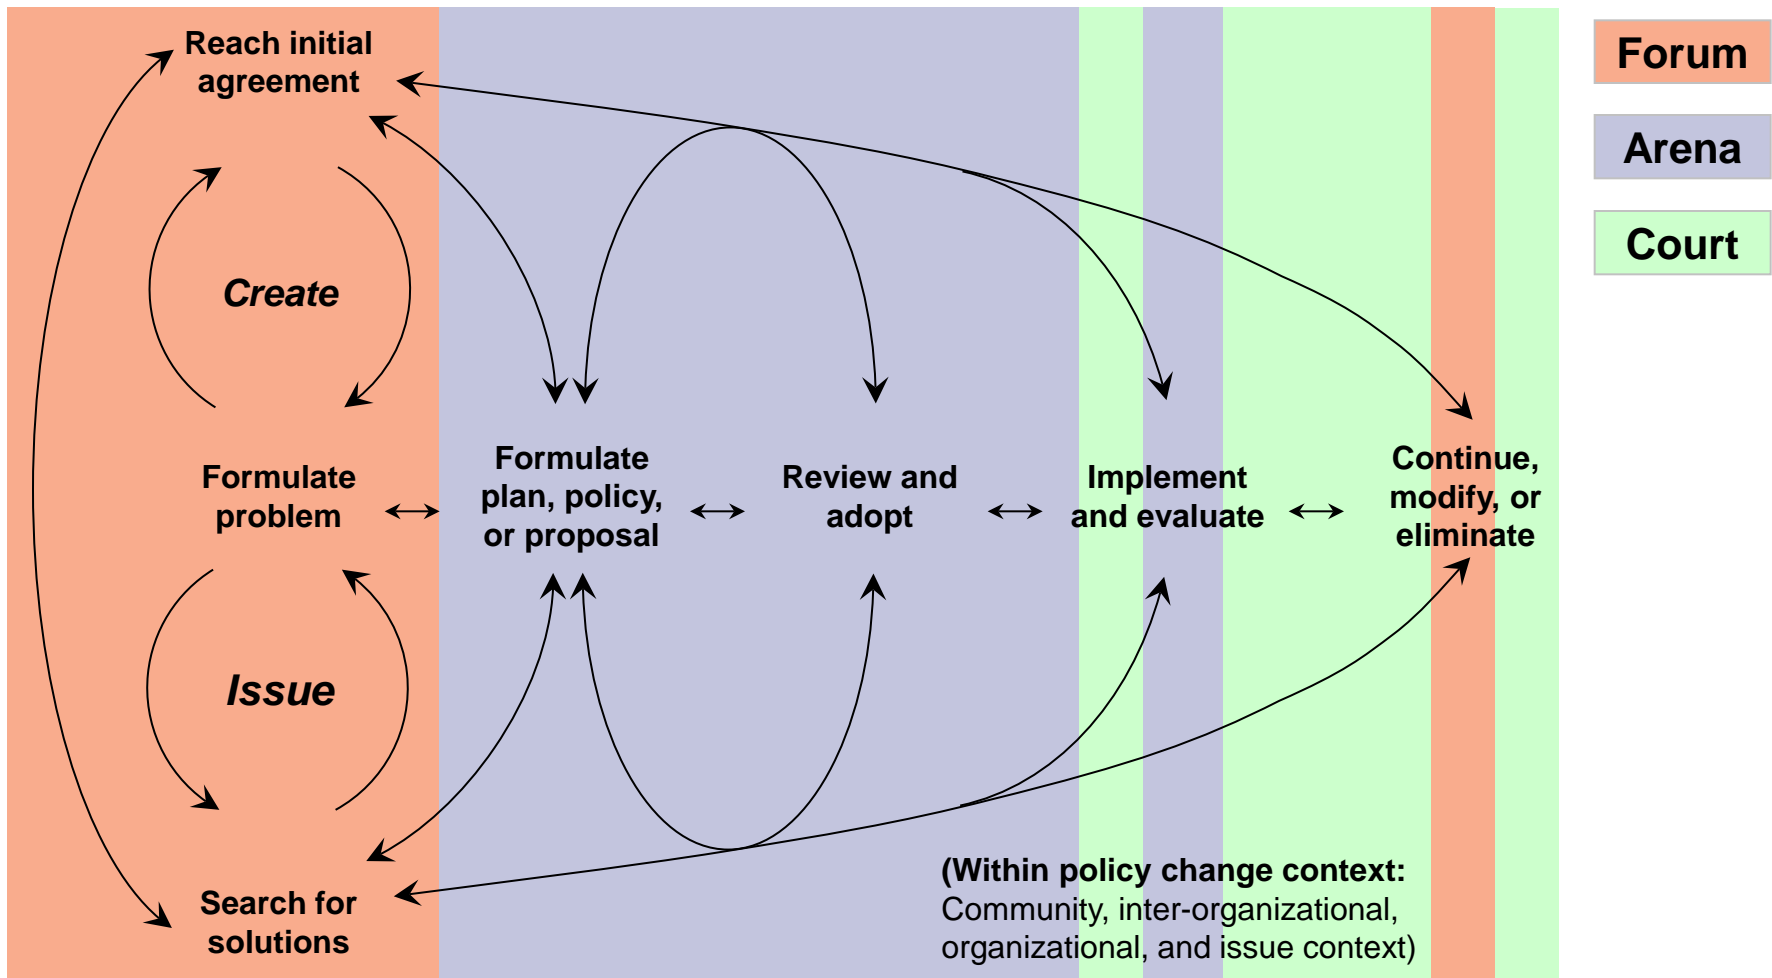 Reach initial
agreement
Forum
Arena
Court
Create
Formulate
problem
Formulate
plan, policy,
or proposal
Review and
adopt
Implement
and evaluate
Continue,
modify, or
eliminate
Issue
Search for
solutions
(Within policy change context:
Community, inter-organizational,
organizational, and issue context)